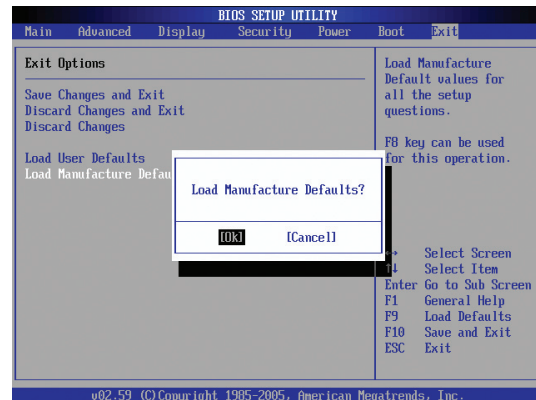 BIOS SETUP UTILITY
Main Advanced Display Security Power Boot Exit
Exit Options
Save Changes and Exit
Discard Changes and Exit
Discard Changes
Load User Defaults
Load Manufacture Defau
Load Manufacture Defaults?
[Ok] [Cancel]
Load Manufacture
Default values for
all the setup
questions.
F8 key can be used
for this operation.
↔ Select Screen
↑↓ Select Item
Enter Go to Sub Screen
F1 General Help
F9 Load Defaults
F10 Save and Exit
ESC Exit
v02.59 (C)Copyright 1985-2005, American Megatrends, Inc.